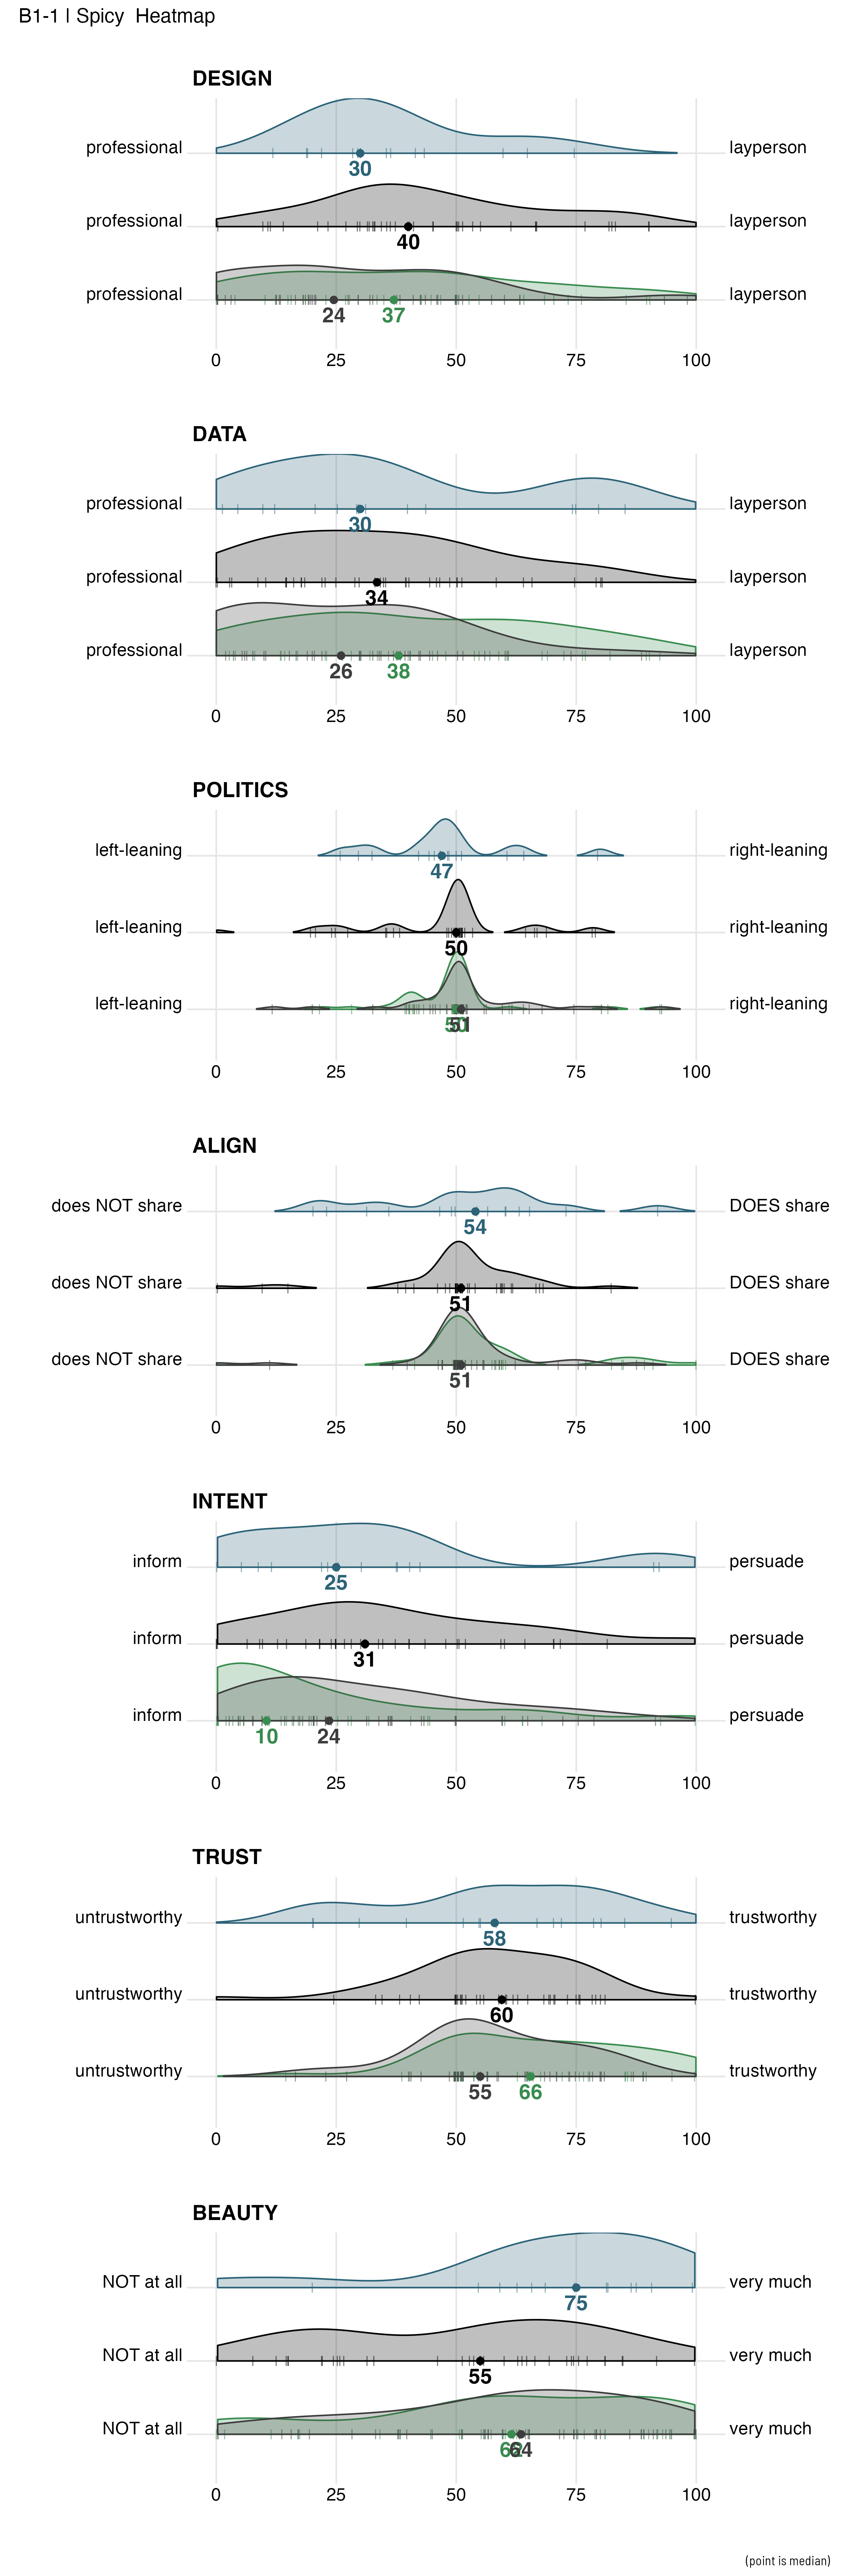 B1-1 | Spicy Heatmap
DESIGN
professional layperson
30
professional layperson
40
professional layperson
24 37
0 25 50 75 100
DATA
professional layperson
30
professional layperson
34
professional layperson
26 38
0 25 50 75 100
POLITICS
left-leaning right-leaning
47
left-leaning right-leaning
50
left-leaning right-leaning
51
0 25 50 75 100
ALIGN
does NOT share DOES share
54
does NOT share DOES share
51
does NOT share DOES share
51
0 25 50 75 100
INTENT
inform persuade
25
inform persuade
31
inform persuade
10 24
0 25 50 75 100
TRUST
untrustworthy trustworthy
58
untrustworthy trustworthy
60
untrustworthy trustworthy
55 66
0 25 50 75 100
BEAUTY
NOT at all very much
75
NOT at all very much
55
NOT at all very much
64
0 25 50 75 100
(point is median)